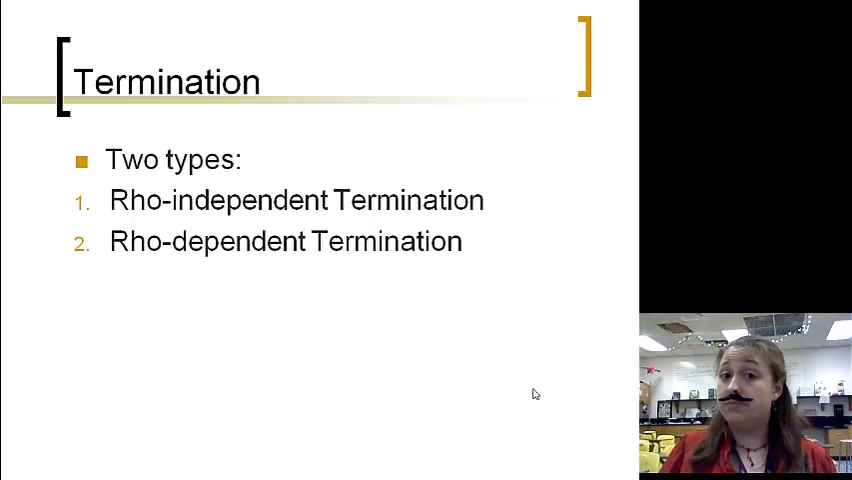 Termination
Two types:
1. Rho-independent Termination
2. Rho-dependent Termination